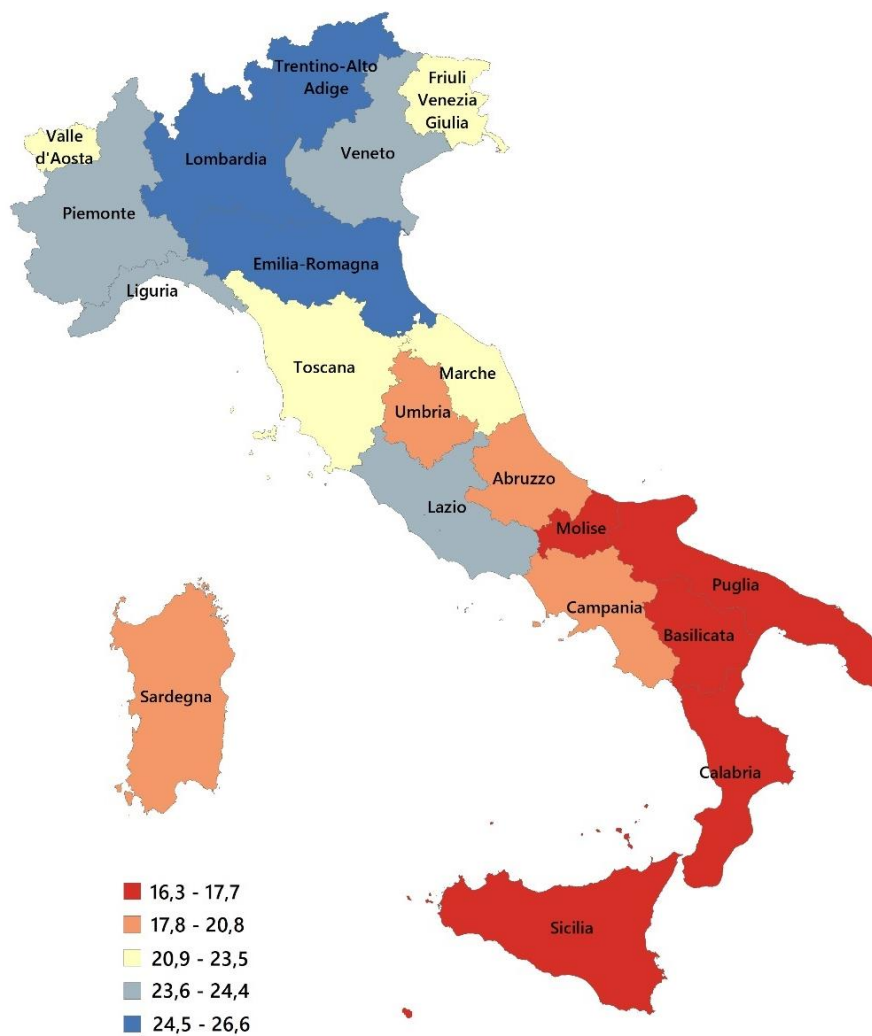 Trentino-Alto
Adige
Friuli
Venezia
Giulia
Valle
d'Aosta
Lombardia
Veneto
Piemonte
Emilia-Romagna
Liguria
Toscana
Marche
Umbria
Abruzzo
Lazio
Molise
Puglia
Campania
Basilicata
Sardegna
Calabria
Sicilia
16,3 - 17,7
17,8 - 20,8
20,9 - 23,5
23,6 - 24,4
24,5 - 26,6